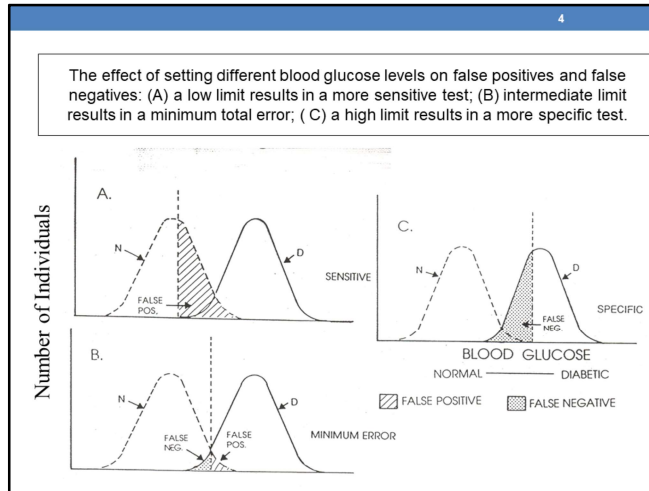 4
The effect of setting different blood glucose levels on false positives and false
negatives: (A) a low limit results in a more sensitive test; (B) intermediate limit
results in a minimum total error; ( C) a high limit results in a more specific test.
Number of Individuals
A.
N
D
FALSE
POS.
SENSITIVE
B.
N
D
FALSE
NEG.
FALSE
POS.
MINIMUM ERROR
C.
N
D
FALSE
NEG.
SPECIFIC
BLOOD GLUCOSE
NORMAL DIABETIC
FALSE POSITIVE FALSE NEGATIVE